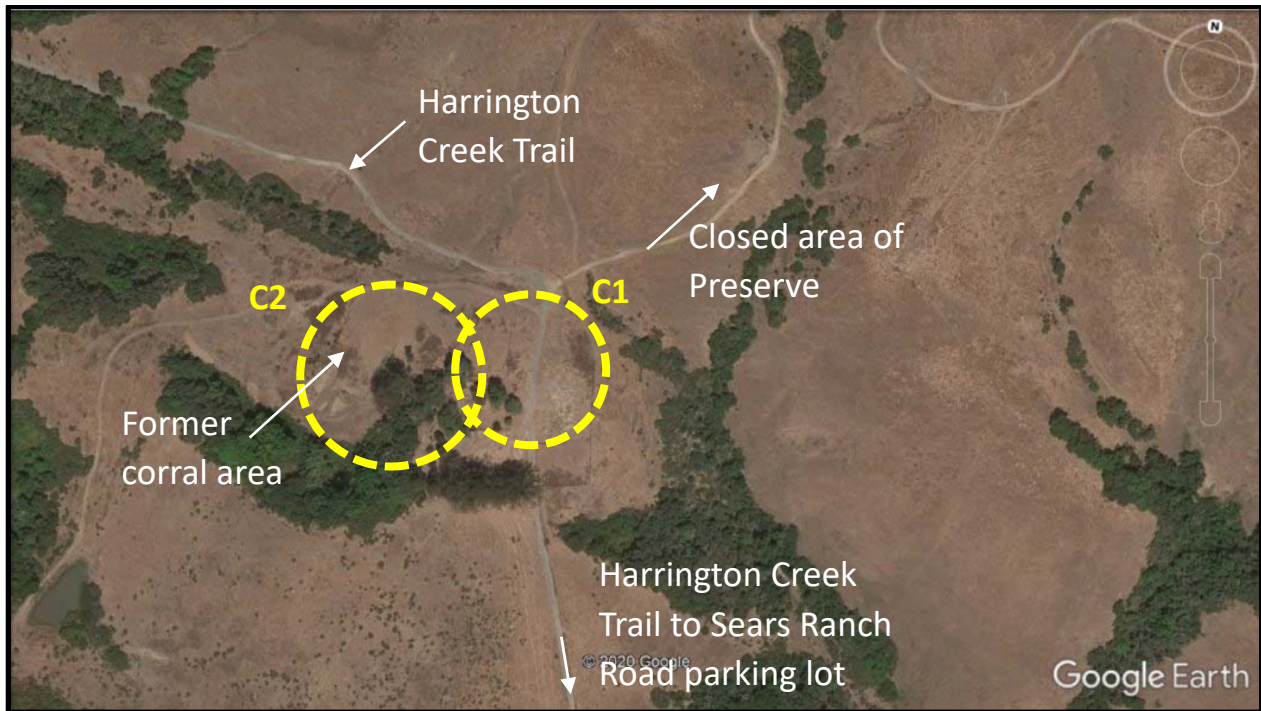 N
Harrington
Creek Trail
Closed area of
Preserve
C2
C1
Former
corral area
Harrington Creek
Trail to Sears Ranch
Road parking lot
© 2020 Google
Google Earth